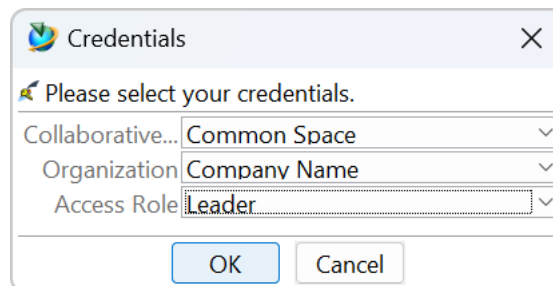 Credentials
Please select your credentials.
Collaborative... Common Space
Organization Company Name
Access Role Leader
OK Cancel